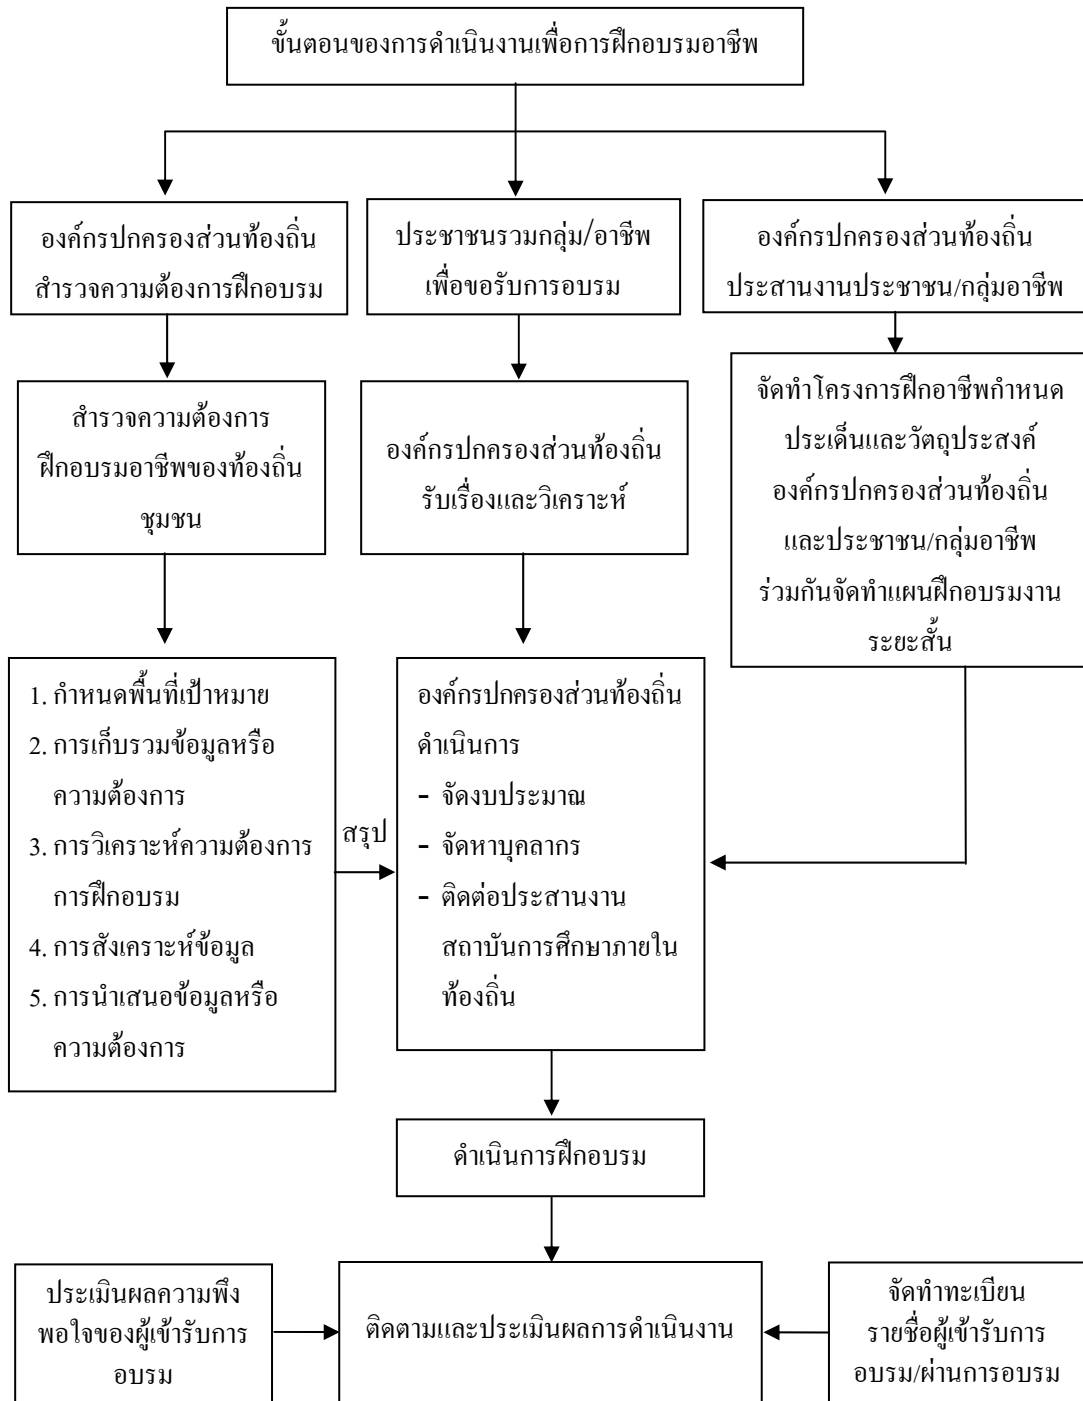 ขั้นตอนของการดำเนินงานเพื่อการฝึกอบรมอาชีพ
องค์กรปกครองส่วนท้องถิ่น
สำรวจความต้องการฝึกอบรม
ประชาชนรวมกลุ่ม/อาชีพ
เพื่อขอรับการอบรม
องค์กรปกครองส่วนท้องถิ่น
ประสานงานประชาชน/กลุ่มอาชีพ
สำรวจความต้องการ
ฝึกอบรมอาชีพของท้องถิ่น
ชุมชน
องค์กรปกครองส่วนท้องถิ่น
รับเรื่องและวิเคราะห์
จัดทำโครงการฝึกอาชีพกำหนด
ประเด็นและวัตถุประสงค์
องค์กรปกครองส่วนท้องถิ่น
และประชาชน/กลุ่มอาชีพ
ร่วมกันจัดทำแผนฝึกอบรมงาน
ระยะสั้น
1. กำหนดพื้นที่เป้าหมาย
2. การเก็บรวมข้อมูลหรือ
ความต้องการ
3. การวิเคราะห์ความต้องการ
การฝึกอบรม
4. การสังเคราะห์ข้อมูล
5. การนำเสนอข้อมูลหรือ
ความต้องการ
สรุป
องค์กรปกครองส่วนท้องถิ่น
ดำเนินการ
- จัดงบประมาณ
- จัดหาบุคลากร
- ติดต่อประสานงาน
สถาบันการศึกษาภายใน
ท้องถิ่น
ดำเนินการฝึกอบรม
ประเมินผลความพึง
พอใจของผู้เข้ารับการ
อบรม
ติดตามและประเมินผลการดำเนินงาน
จัดทำทะเบียน
รายชื่อผู้เข้ารับการ
อบรม/ผ่านการอบรม